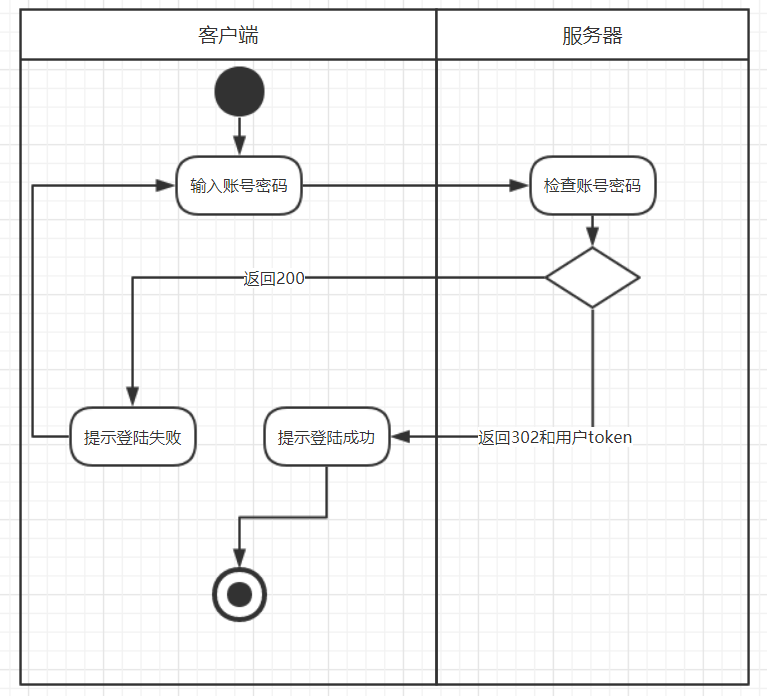 客户端
服务器
输入账号密码
检查账号密码
返回200
提示登陆失败
提示登陆成功
返回302和用户token